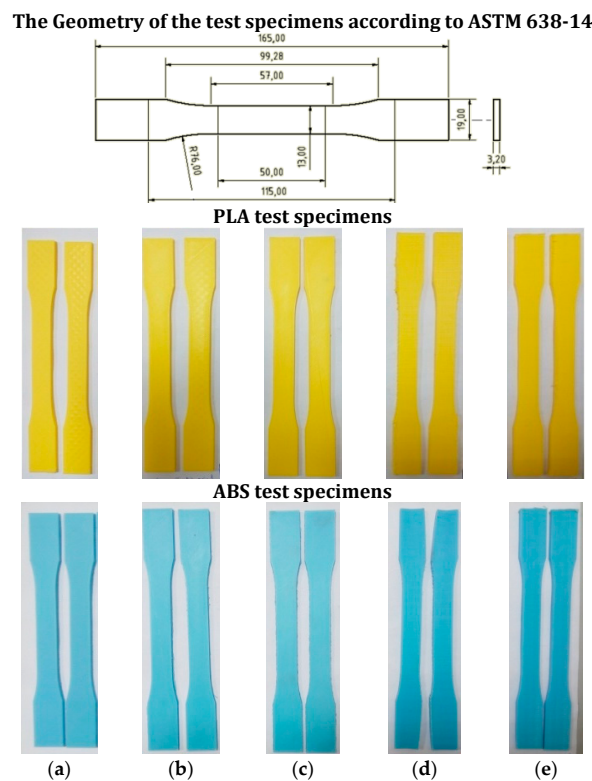 The Geometry of the test specimens according to ASTM 638-14
165,00
99,28
57,00
R76,00
13,00
19,00
3,20
50,00
115,00
PLA test specimens
ABS test specimens
(a) (b) (c) (d) (e)